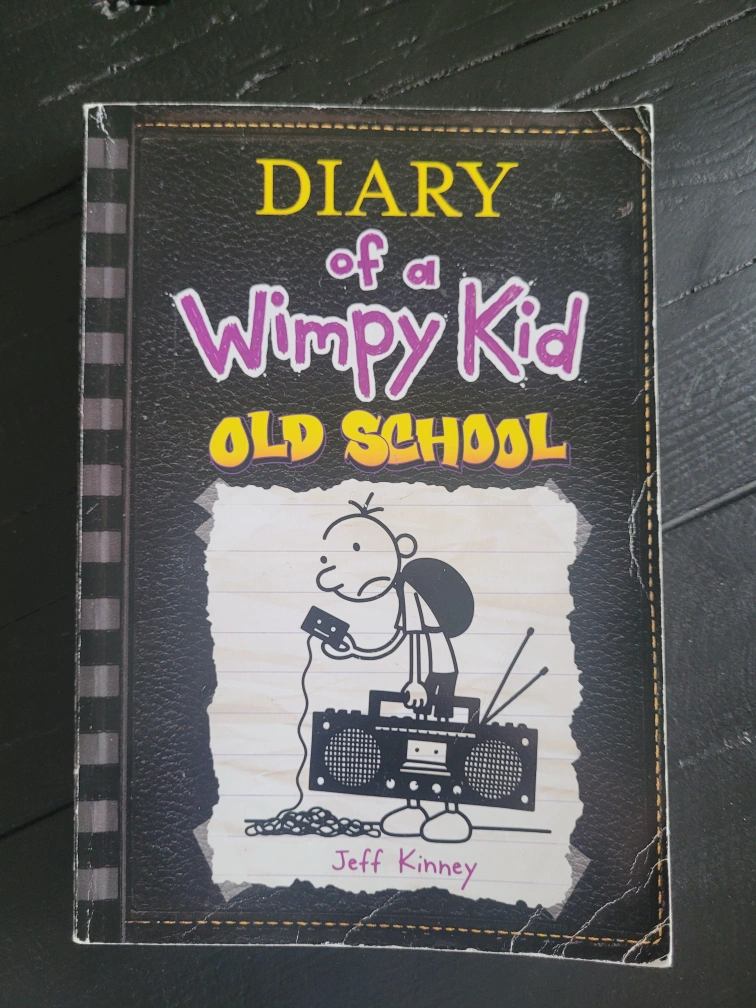 DIARY
of a
Wimpy Kid
OLD SCHOOL
Jeff Kinney